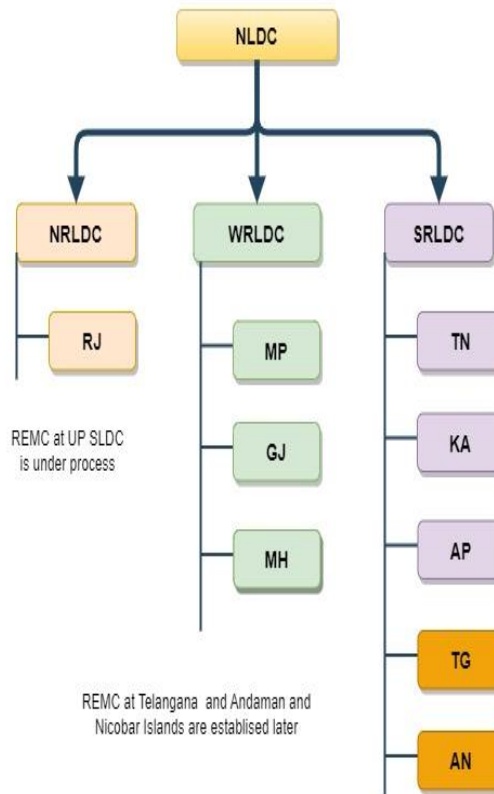 NLDC
NRLDC
WRLDC
SRLDC
RJ
MP
TN
REMC at UP SLDC
is under process
GJ
KA
MH
AP
REMC at Telangana and Andaman and
Nicobar Islands are establised later
TG
AN